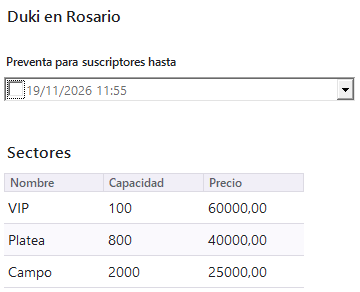 Duki en Rosario
Preventa para suscriptores hasta
19/11/2026 11:55
Sectores
Nombre Capacidad Precio
VIP 100 60000,00
Platea 800 40000,00
Campo 2000 25000,00